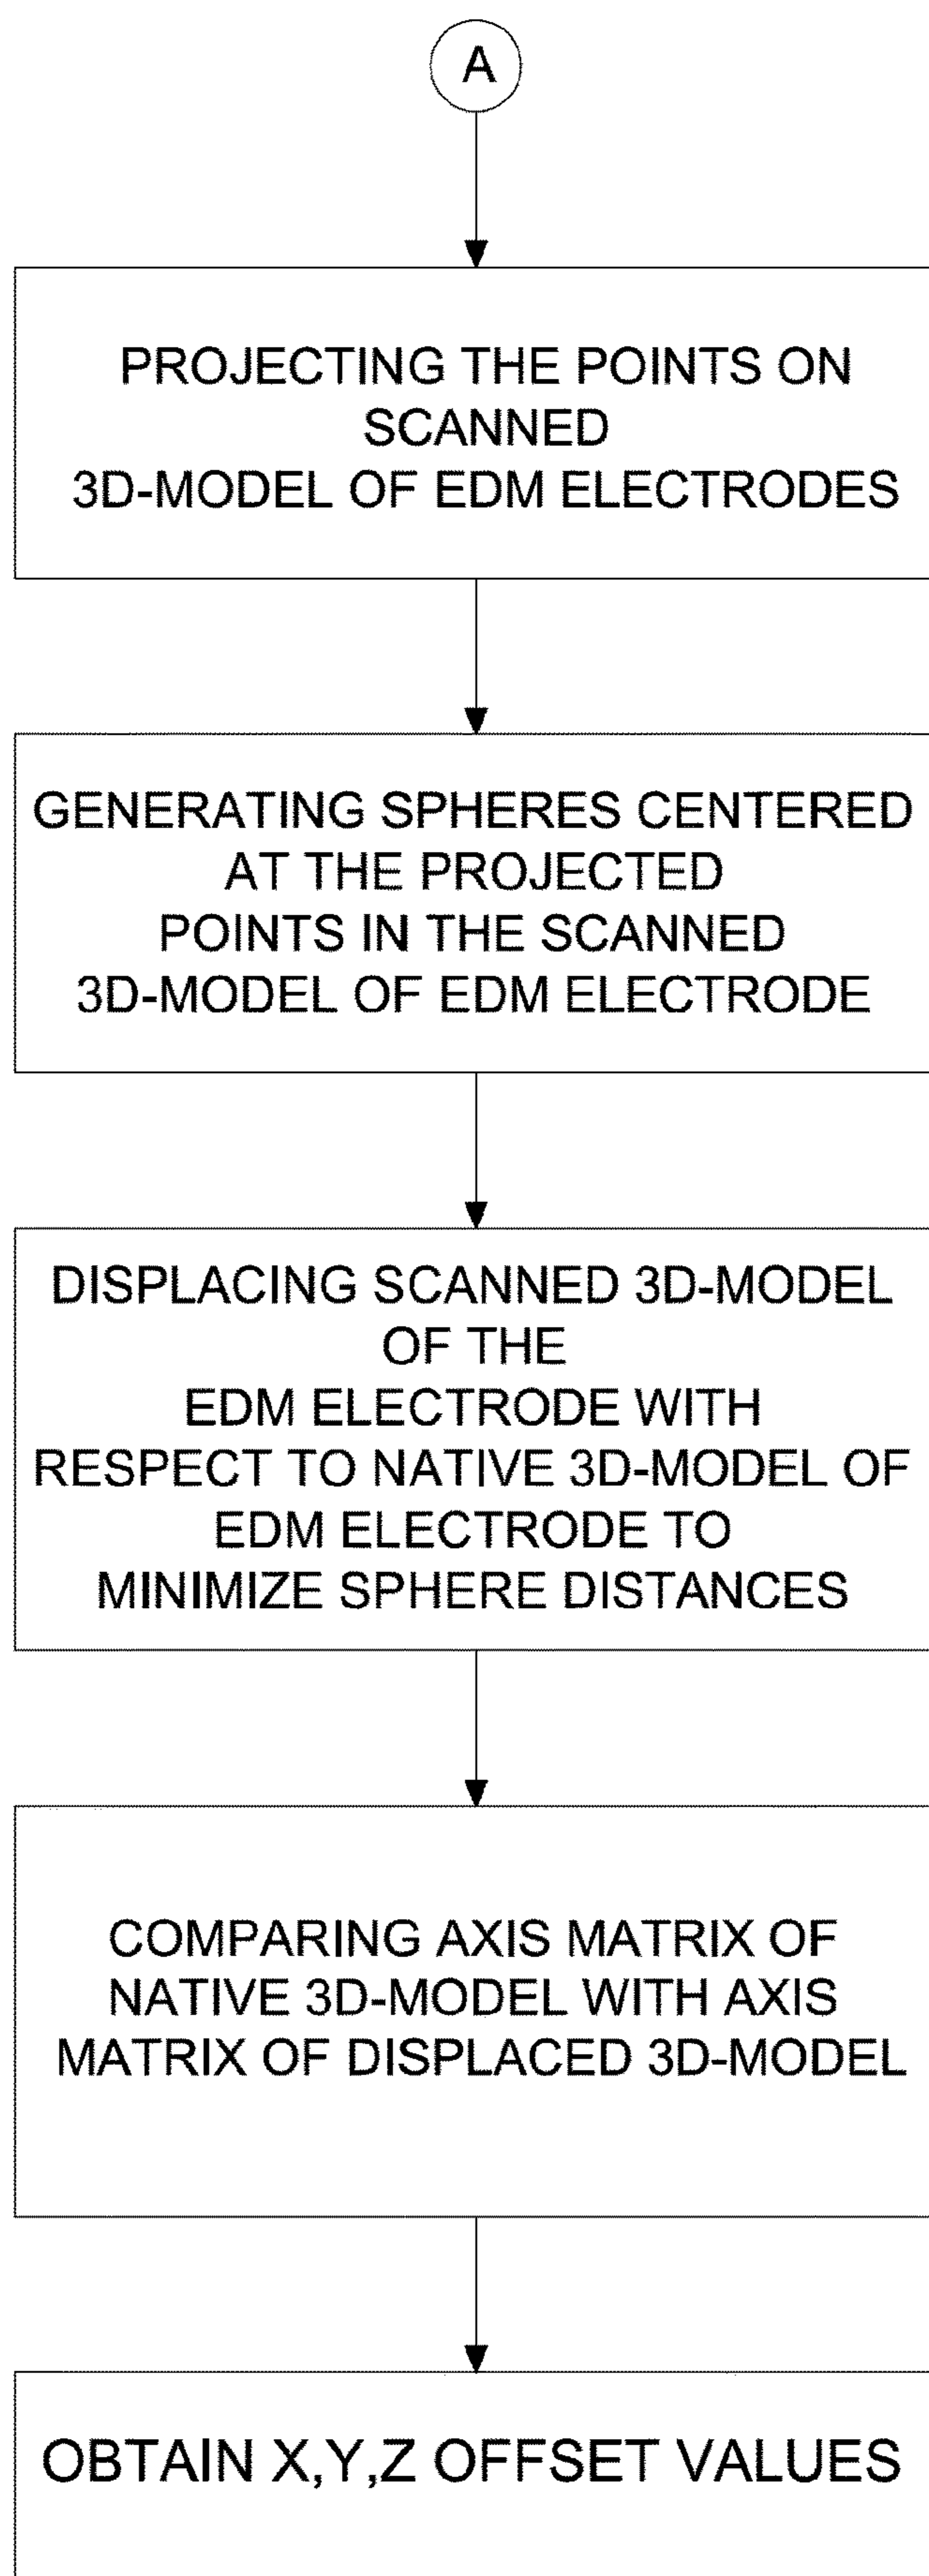 A
PROJECTING THE POINTS ON
SCANNED
3D-MODEL OF EDM ELECTRODES
GENERATING SPHERES CENTERED
AT THE PROJECTED
POINTS IN THE SCANNED
3D-MODEL OF EDM ELECTRODE
DISPLACING SCANNED 3D-MODEL
OF THE
EDM ELECTRODE WITH
RESPECT TO NATIVE 3D-MODEL OF
EDM ELECTRODE TO
MINIMIZE SPHERE DISTANCES
COMPARING AXIS MATRIX OF
NATIVE 3D-MODEL WITH AXIS
MATRIX OF DISPLACED 3D-MODEL
OBTAIN X,Y,Z OFFSET VALUES